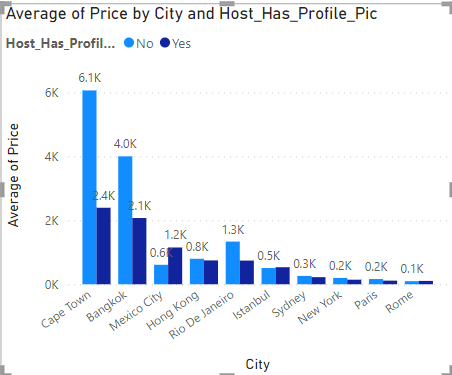 Average of Price by City and Host_Has_Profile_Pic
Host_Has_Profil... No Yes
Average of Price
6K
4K
2K
0K
6.1K
2.4K
4.0K
2.1K
0.6K
1.2K
0.8K
1.3K
0.5K
0.3K
0.2K
0.2K
0.1K
Cape Town
Bangkok
Mexico City
Hong Kong
Rio De Janeiro
Istanbul
Sydney
New York
Paris
Rome
City